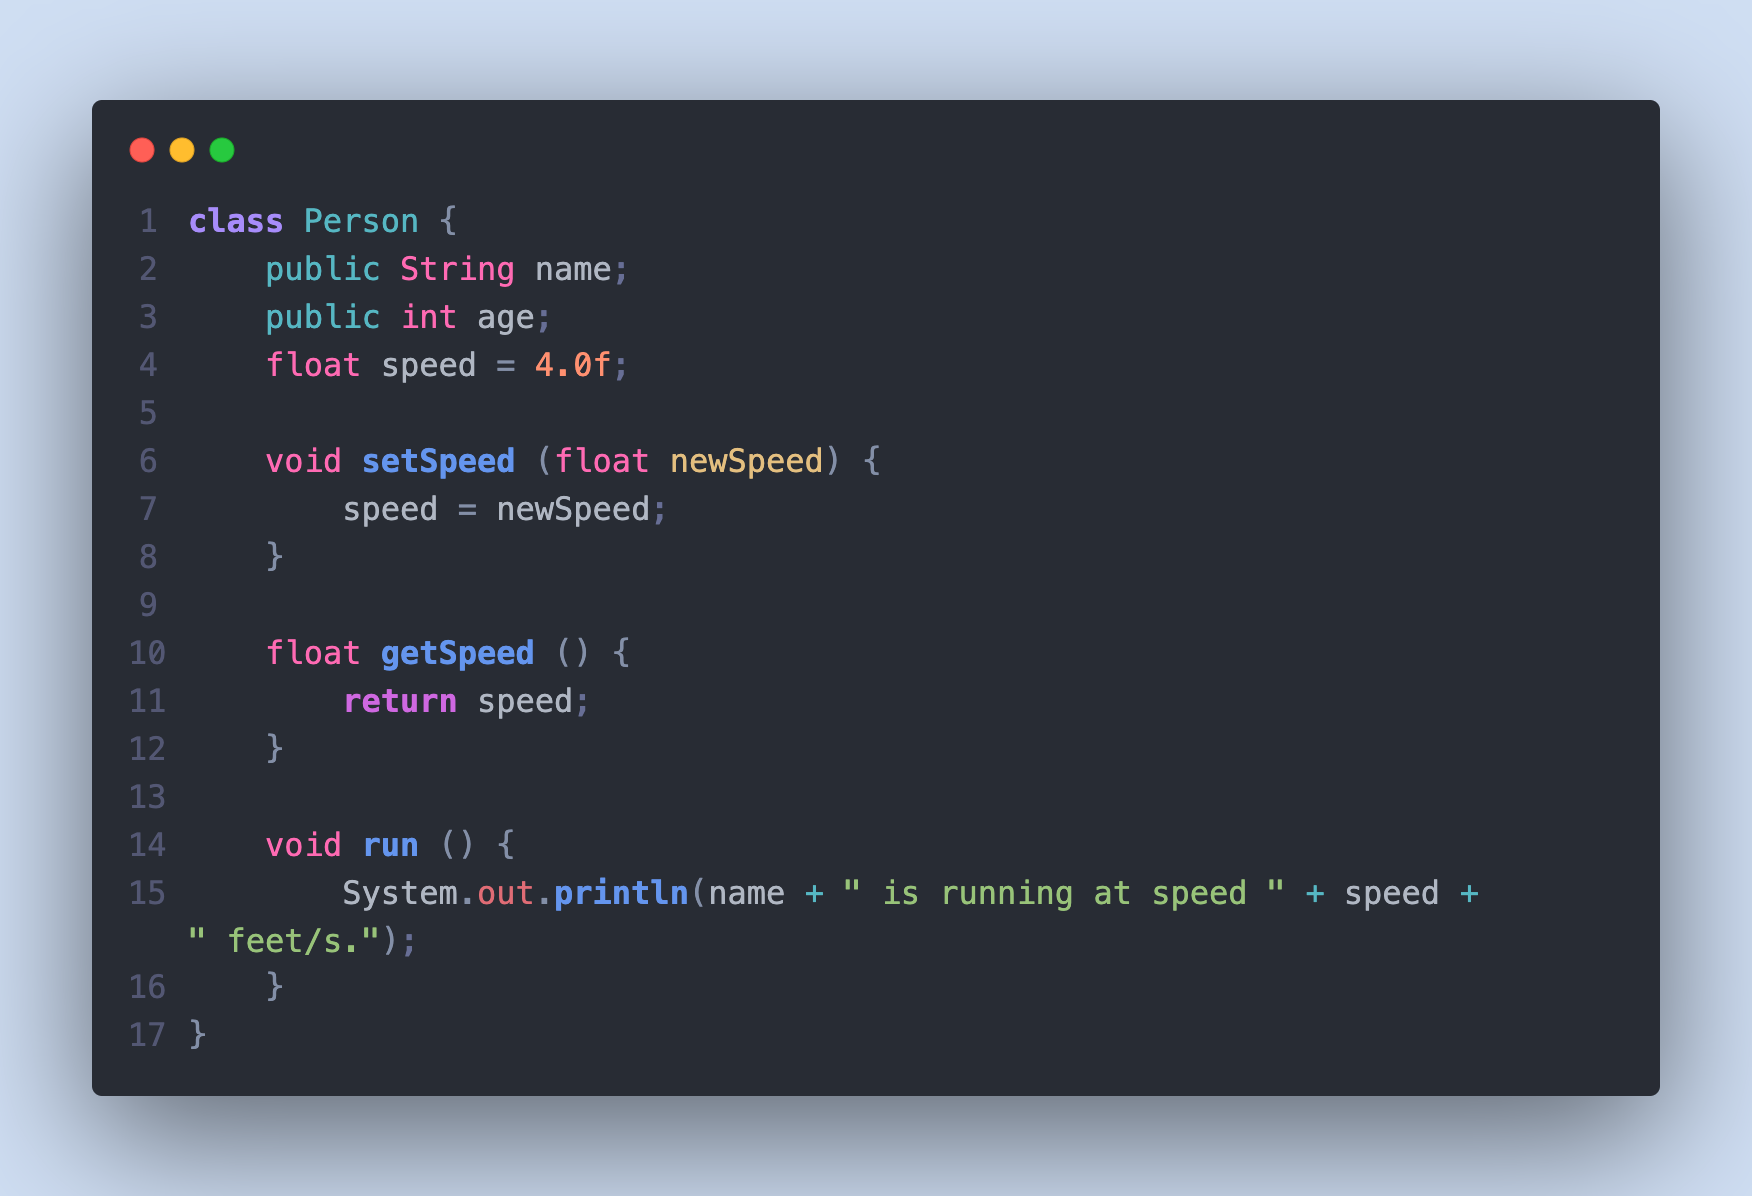 1 class Person {
2     public String name;
3     public int age;
4     float speed = 4.0f;
5
6     void setSpeed (float newSpeed) {
7         speed = newSpeed;
8     }
9
10     float getSpeed () {
11         return speed;
12     }
13
14     void run () {
15         System.out.println(name + " is running at speed " + speed +
" feet/s.");
16     }
17 }